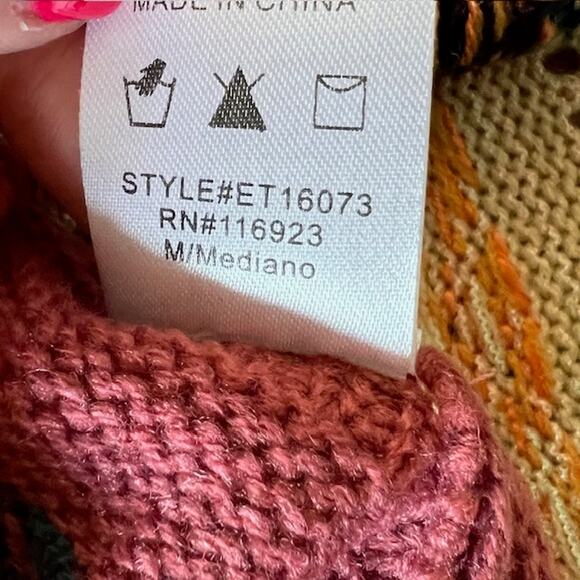 MADE IN CHINA
STYLE#ET16073
RN#116923
M/Mediano